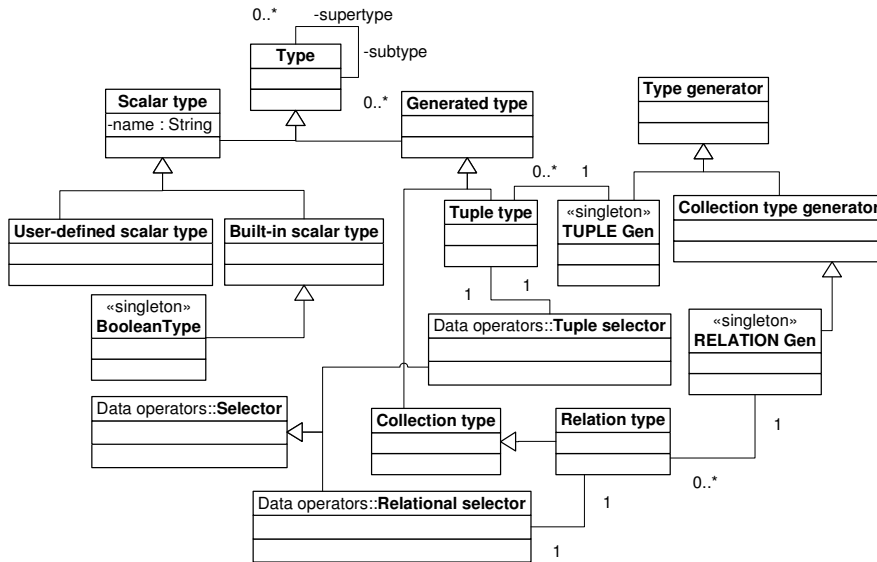 0..*
-supertype
Type
-subtype
Scalar type
-name : String
0..*
Generated type
Type generator
0..*
1
User-defined scalar type
Built-in scalar type
Tuple type
«singleton»
TUPLE Gen
Collection type generator
1
1
«singleton»
BooleanType
Data operators::Tuple selector
«singleton»
RELATION Gen
Data operators::Selector
Collection type
Relation type
1
0..*
Data operators::Relational selector
1
1